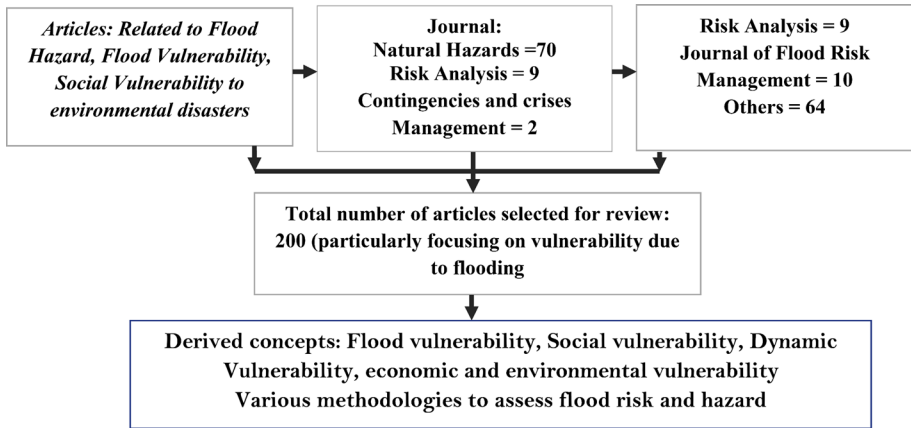 Articles: Related to Flood
Hazard, Flood Vulnerability,
Social Vulnerability to
environmental disasters
Journal:
Natural Hazards =70
Risk Analysis = 9
Contingencies and crises
Management = 2
Risk Analysis = 9
Journal of Flood Risk
Management = 10
Others = 64
Total number of articles selected for review:
200 (particularly focusing on vulnerability due
to flooding
Derived concepts: Flood vulnerability, Social vulnerability, Dynamic
Vulnerability, economic and environmental vulnerability
Various methodologies to assess flood risk and hazard